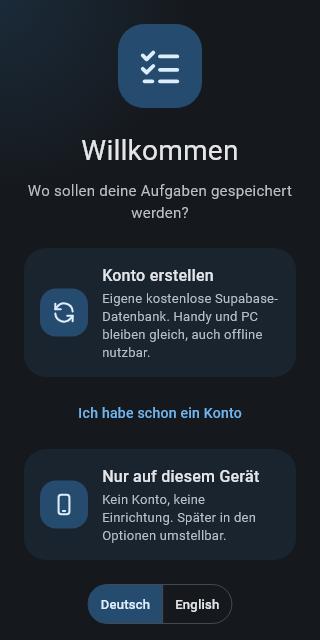 Willkommen
Wo sollen deine Aufgaben gespeichert
werden?
Konto erstellen
Eigene kostenlose Supabase-
Datenbank. Handy und PC
bleiben gleich, auch offline
nutzbar.
Ich habe schon ein Konto
Nur auf diesem Gerät
Kein Konto, keine
Einrichtung. Später in den
Optionen umstellbar.
Deutsch English